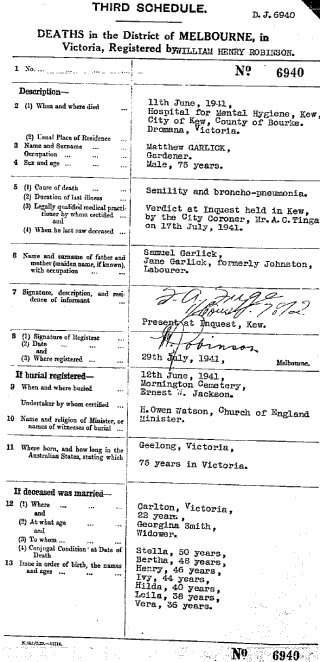 THIRD SCHEDULE.
D. J. 6940
DEATHS in the District of MELBOURNE, in
Victoria, Registered by WILLIAM HENRY ROBINSON.
1 No.
No 6940
Description—
2 (1) When and where died
11th June, 1941,
Hospital for Mental Hygiene, Kew,
City of Kew, County of Bourke.
(2) Usual Place of Residence
Dromana, Victoria.
3 Name and Surname
Matthew GARLICK,
Occupation
Gardener.
4 Sex and age
Male, 75 years.
5 (1) Cause of death
Senility and broncho-pneumonia.
(2) Duration of last illness
(3) Legally qualified medical practitioner by whom certified
and
(4) When he last saw deceased
Verdict at Inquest held in Kew,
by the City Coroner, Mr. A.C. Tinga
on 17th July, 1941.
6 Name and surname of father and
mother (maiden name, if known),
with occupation
Samuel Garlick,
Jane Garlick, formerly Johnston,
Labourer.
7 Signature, description, and residence of informant
Present at Inquest, Kew.
8 (1) Signature of Registrar
Robinson
(2) Date
and
(3) Where registered
29th July, 1941,
Melbourne.
If burial registered—
9 When and where buried
12th June, 1941,
Mornington Cemetery,
Undertaker by whom certified
Ernest W. Jackson.
10 Name and religion of Minister, or
names of witnesses of burial
H. Owen Watson, Church of England
Minister.
11 Where born, and how long in the
Australian States, stating which
Geelong, Victoria,
75 years in Victoria.
If deceased was married—
12 (1) Where
and
Carlton, Victoria,
(2) At what age
and
22 years,
(3) To whom
Georgina Smith,
(4) Conjugal Condition at Date of
Death
Widower.
13 Issue in order of birth, the names
and ages
Stella, 50 years,
Bertha, 48 years,
Henry, 46 years,
Ivy, 44 years,
Hilda, 40 years,
Leila, 38 years,
Vera, 36 years.
No 6940